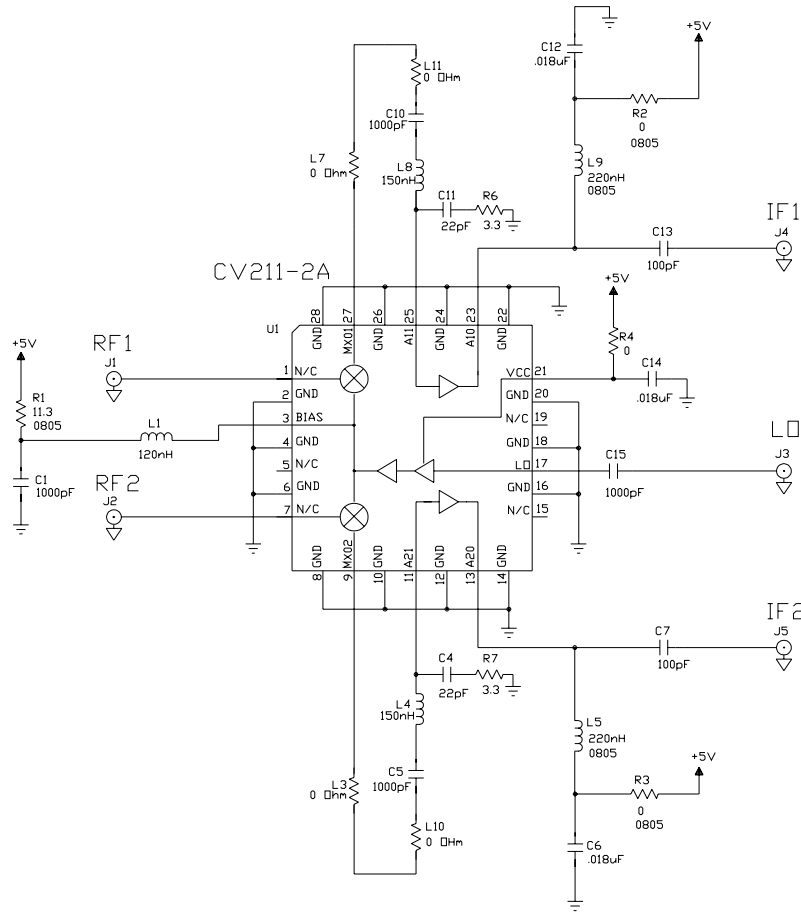 C12
.018uF
+5V
R2
0
0805
L11
0 OHm
C10
1000pF
L7
0 Ohm
L8
150nH
L9
220nH
0805
C11
22pF
R6
3.3
C13
100pF
IF1
J4
CV211-2A
U1
GND 28
MXO1 27
GND 26
A11 25
GND 24
A10 23
GND 22
+5V
R4
0
C14
.018uF
+5V
R1
11.3
0805
RF1
J1
L1
120nH
C1
1000pF
RF2
J2
1 N/C
2 GND
3 BIAS
4 GND
5 N/C
6 GND
7 N/C
VCC 21
GND 20
N/C 19
GND 18
LO 17
GND 16
N/C 15
C15
1000pF
LO
J3
8 GND
9 MXO2
10 GND
11 A21
12 GND
13 A20
14 GND
C4
22pF
R7
3.3
L4
150nH
C5
1000pF
L3
0 Ohm
L10
0 OHm
C7
100pF
IF2
J5
L5
220nH
0805
+5V
R3
0
0805
C6
.018uF